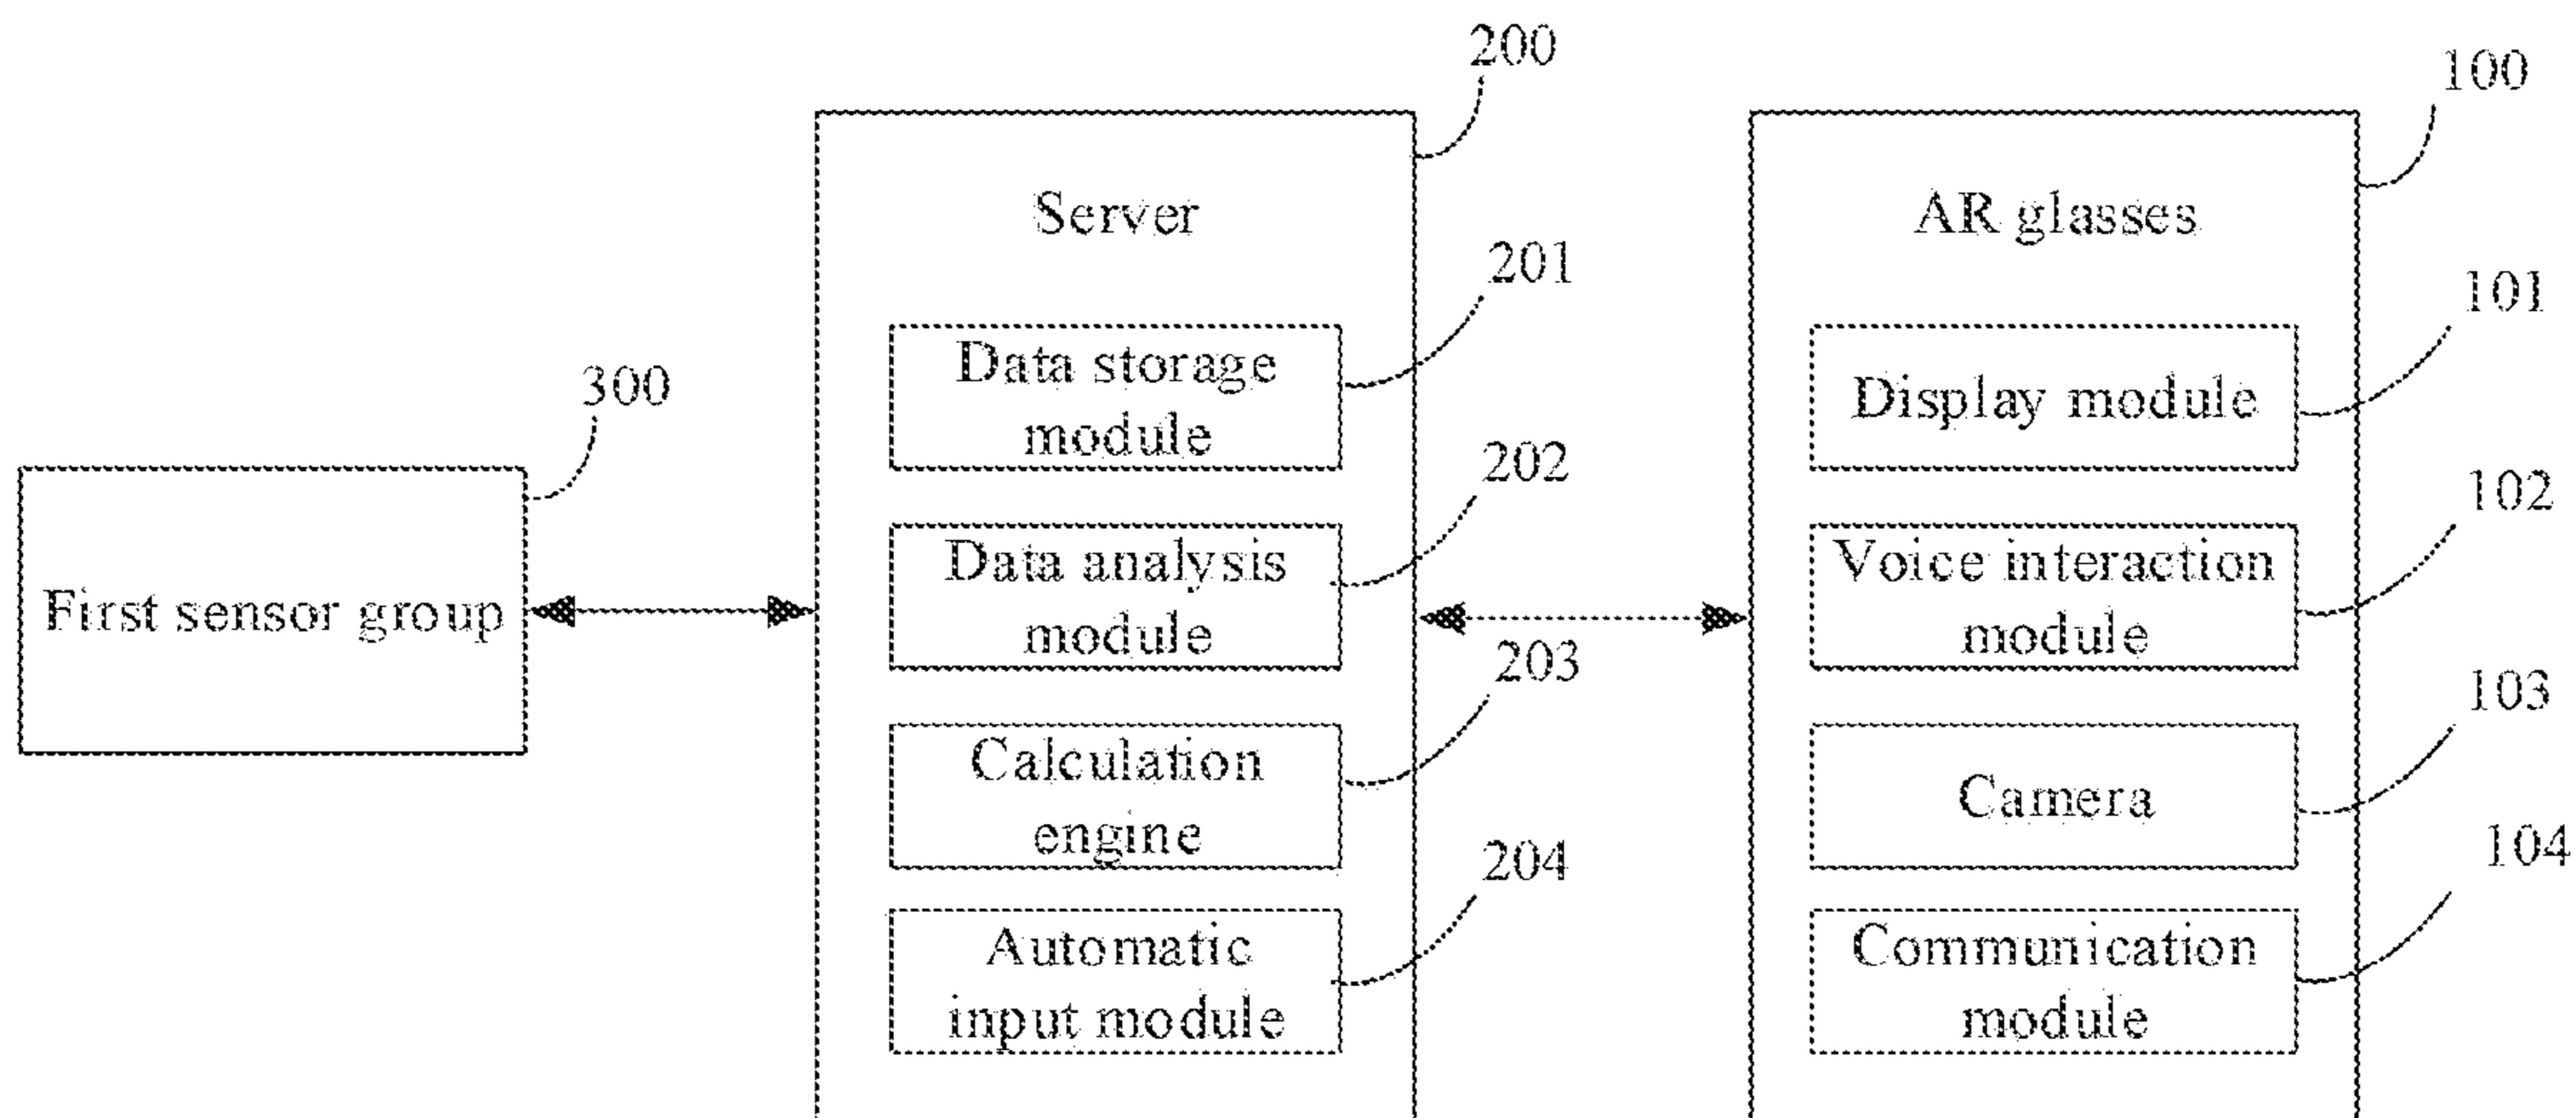 300
First sensor group
200
Server
201
Data storage
module
202
Data analysis
module
203
Calculation
engine
204
Automatic
input module
100
AR glasses
101
Display module
102
Voice interaction
module
103
Camera
104
Communication
module